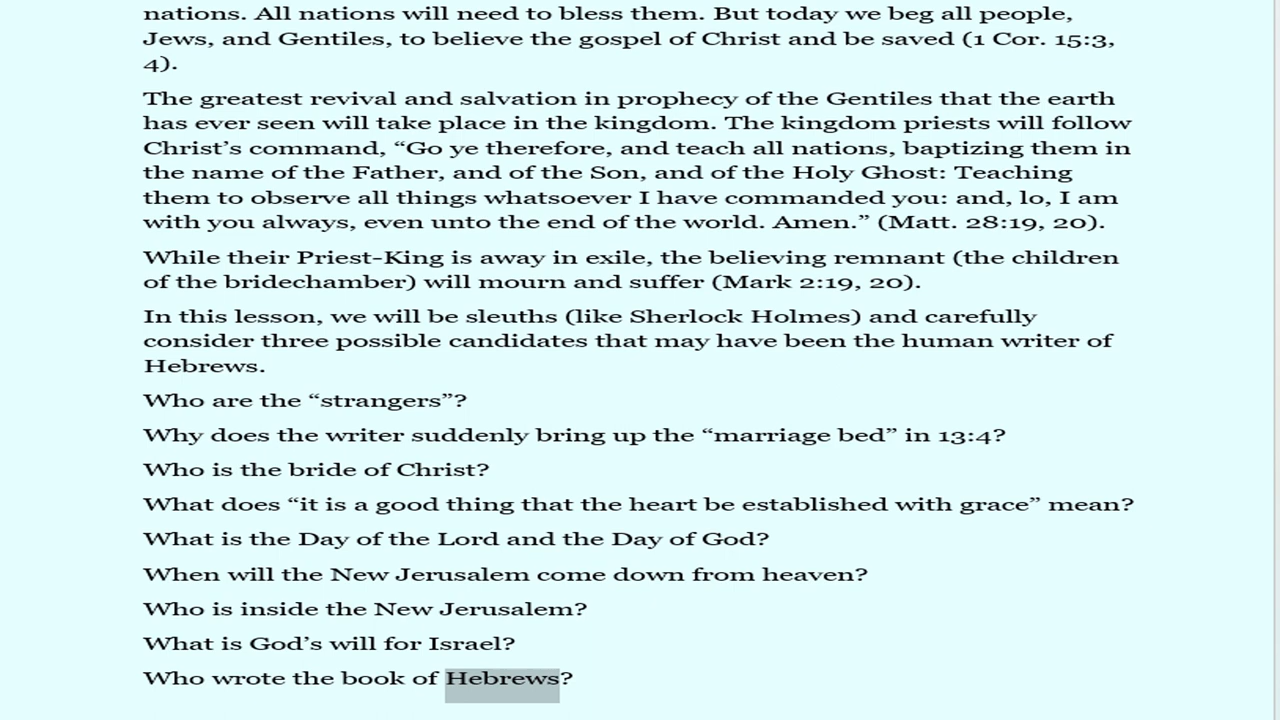 nations. All nations will need to bless them. But today we beg all people,
Jews, and Gentiles, to believe the gospel of Christ and be saved (1 Cor. 15:3,
4).
The greatest revival and salvation in prophecy of the Gentiles that the earth
has ever seen will take place in the kingdom. The kingdom priests will follow
Christ’s command, “Go ye therefore, and teach all nations, baptizing them in
the name of the Father, and of the Son, and of the Holy Ghost: Teaching
them to observe all things whatsoever I have commanded you: and, lo, I am
with you always, even unto the end of the world. Amen.” (Matt. 28:19, 20).
While their Priest-King is away in exile, the believing remnant (the children
of the bridechamber) will mourn and suffer (Mark 2:19, 20).
In this lesson, we will be sleuths (like Sherlock Holmes) and carefully
consider three possible candidates that may have been the human writer of
Hebrews.
Who are the “strangers”?
Why does the writer suddenly bring up the “marriage bed” in 13:4?
Who is the bride of Christ?
What does “it is a good thing that the heart be established with grace” mean?
What is the Day of the Lord and the Day of God?
When will the New Jerusalem come down from heaven?
Who is inside the New Jerusalem?
What is God’s will for Israel?
Who wrote the book of Hebrews?